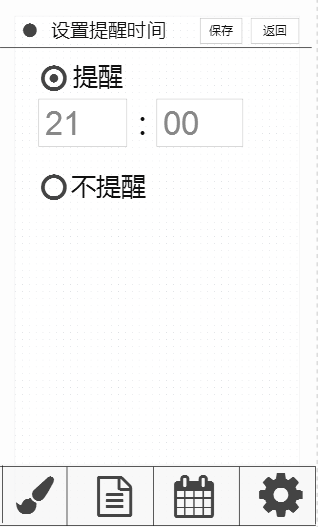 设置提醒时间 保存 返回
提醒
21 : 00
不提醒